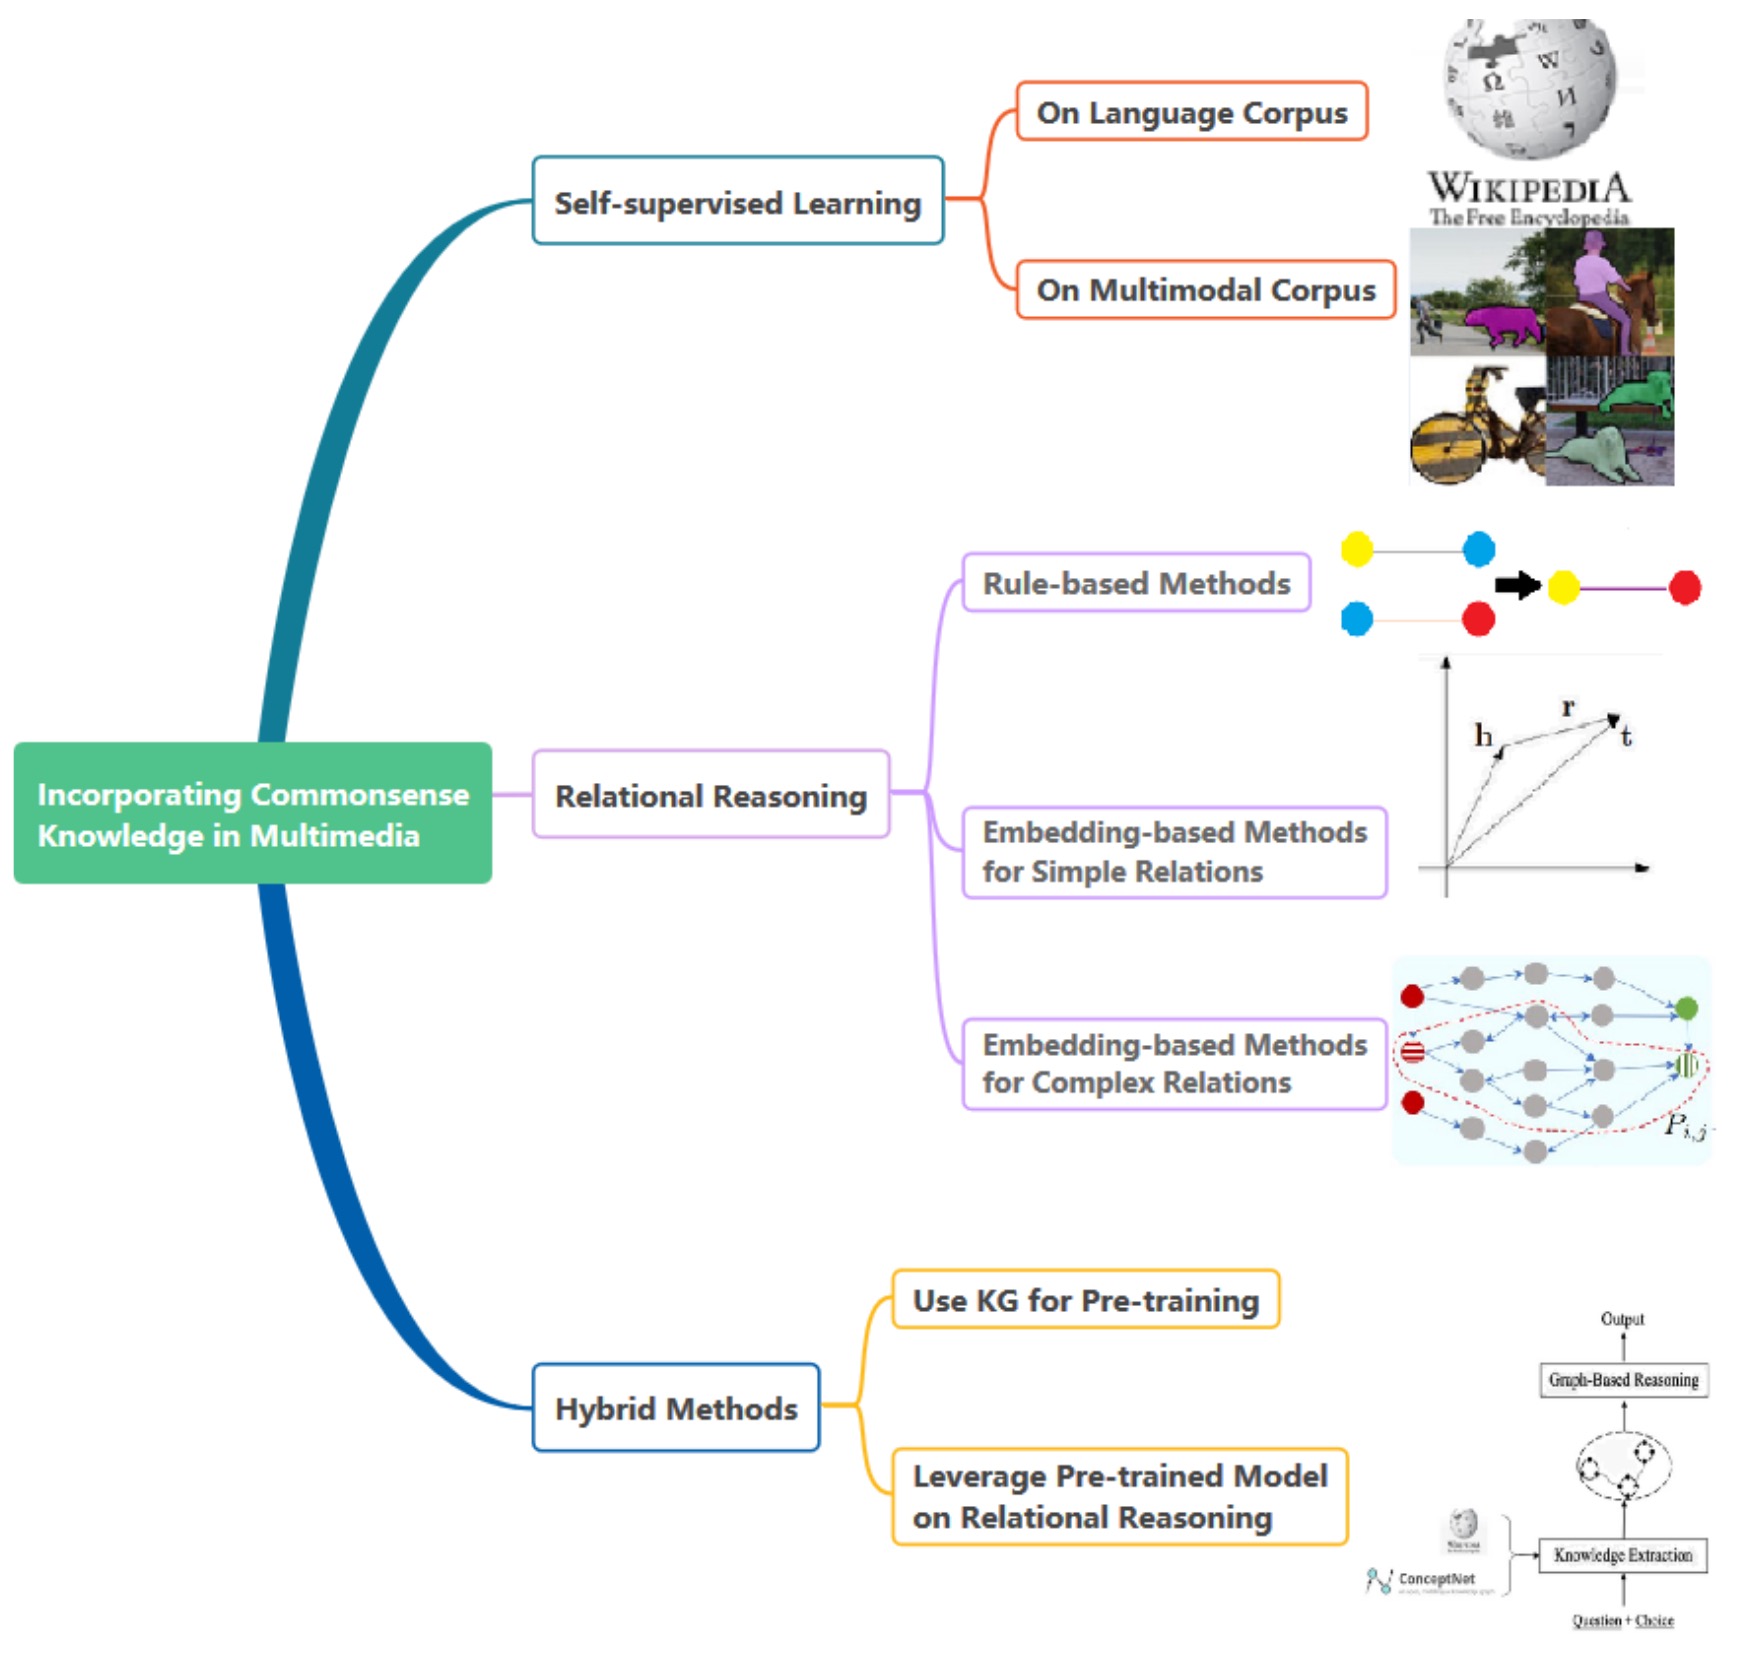 Incorporating Commonsense
Knowledge in Multimedia
Self-supervised Learning
On Language Corpus
On Multimodal Corpus
WIKIPEDIA
The Free Encyclopedia
Relational Reasoning
Rule-based Methods
Embedding-based Methods
for Simple Relations
h
r
t
Embedding-based Methods
for Complex Relations
P_{i,j}
Hybrid Methods
Use KG for Pre-training
Leverage Pre-trained Model
on Relational Reasoning
Output
Graph-Based Reasoning
Knowledge Extraction
ConceptNet
Question + Choice